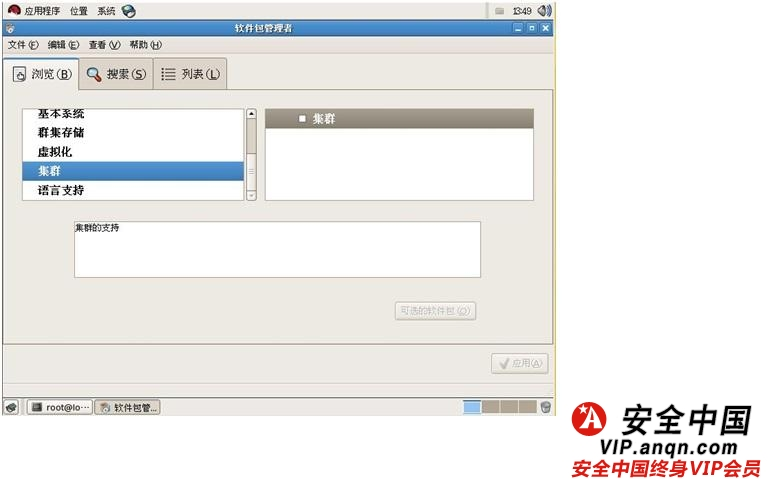 应用程序 位置 系统 13:49
软件包管理者
文件(F) 编辑(E) 查看(V) 帮助(H)
浏览(B) 搜索(S) 列表(L)
基本系统
群集存储
虚拟化
集群
语言支持
集群
集群的支持
可选的软件包(O)
应用(A)
root@lo… 软件包管...
安全中国
VIP.anqn.com
安全中国终身VIP会员